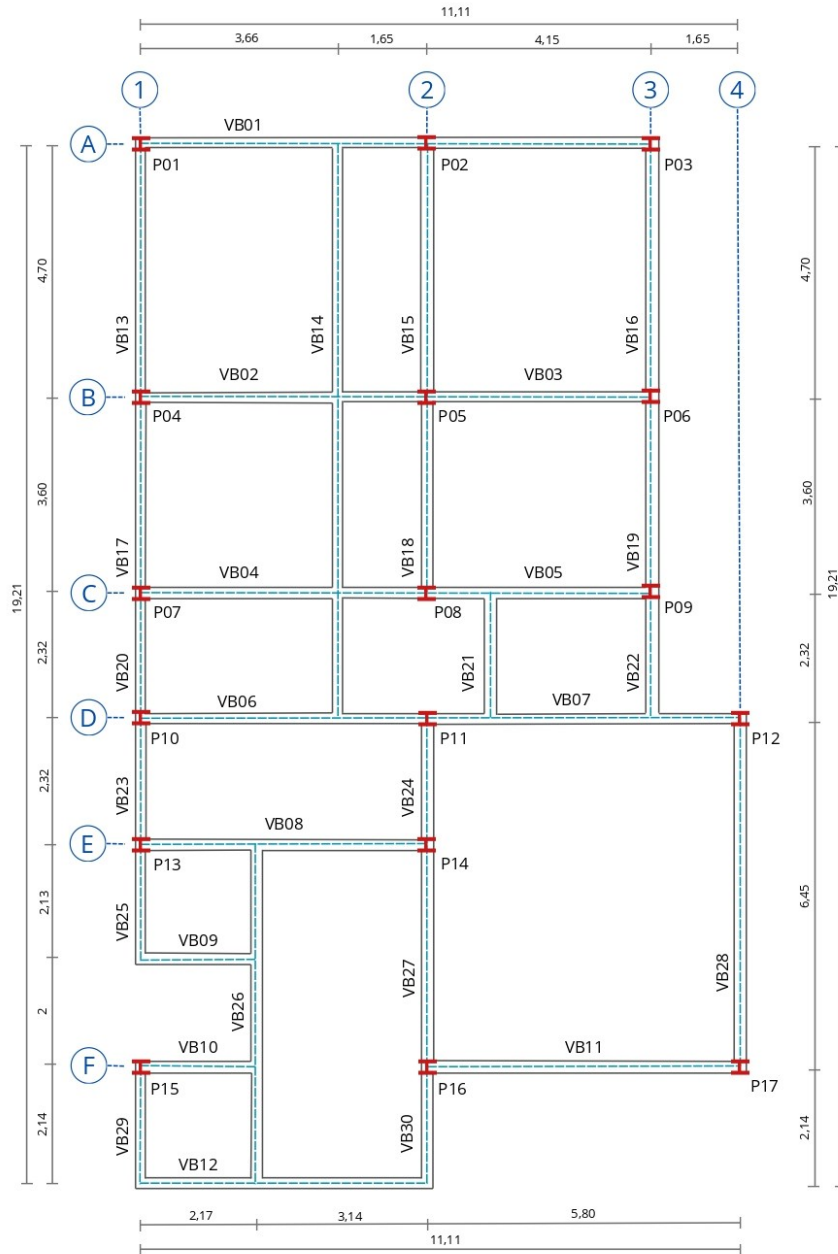 11,11
3,66 1,65 4,15 1,65
1 2 3 4
VB01
A
P01 P02 P03
4,70 4,70
VB13 VB14 VB15 VB16
VB02 VB03
B
P04 P05 P06
3,60 3,60
VB17 VB18 VB19
VB04 VB05
C
P07 P08 P09
19,21 19,21
2,32 2,32
VB20 VB21 VB22
VB06 VB07
D
P10 P11 P12
2,32
VB23 VB24
VB08
E
P13 P14
2,13 6,45
VB25
VB09
VB26 VB27 VB28
2
VB10 VB11
F
P15 P16 P17
2,14 2,14
VB29 VB30
VB12
2,17 3,14 5,80
11,11